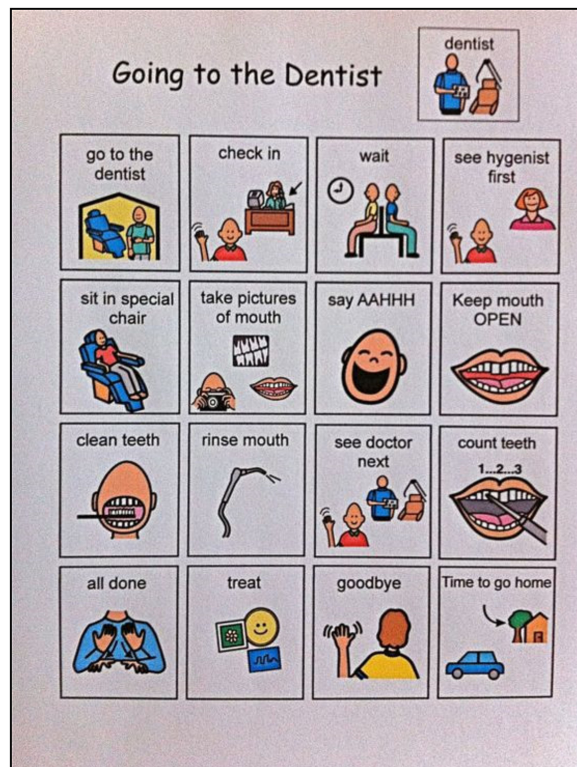 Going to the Dentist
dentist
go to the
dentist
check in
wait
see hygenist
first
sit in special
chair
take pictures
of mouth
say AAHHH
Keep mouth
OPEN
clean teeth
rinse mouth
see doctor
next
count teeth
1...2...3
all done
treat
goodbye
Time to go home